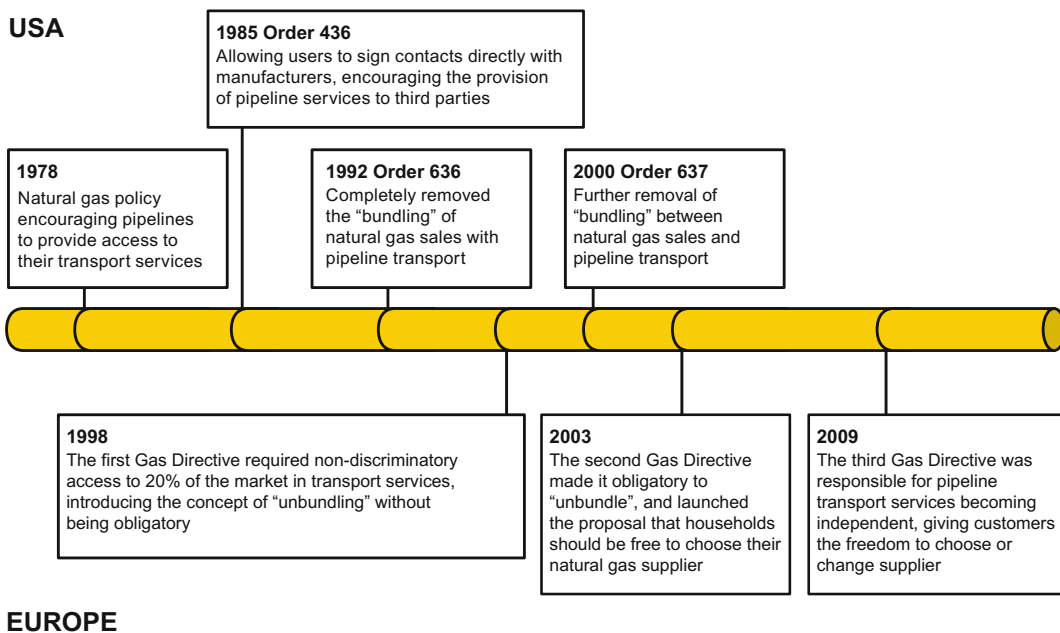 USA
1985 Order 436
Allowing users to sign contacts directly with
manufacturers, encouraging the provision
of pipeline services to third parties
1978
Natural gas policy
encouraging pipelines
to provide access to
their transport services
1992 Order 636
Completely removed
the “bundling” of
natural gas sales with
pipeline transport
2000 Order 637
Further removal of
“bundling” between
natural gas sales and
pipeline transport
1998
The first Gas Directive required non-discriminatory
access to 20% of the market in transport services,
introducing the concept of “unbundling” without
being obligatory
2003
The second Gas Directive
made it obligatory to
“unbundle”, and launched
the proposal that households
should be free to choose their
natural gas supplier
2009
The third Gas Directive was
responsible for pipeline
transport services becoming
independent, giving customers
the freedom to choose or
change supplier
EUROPE